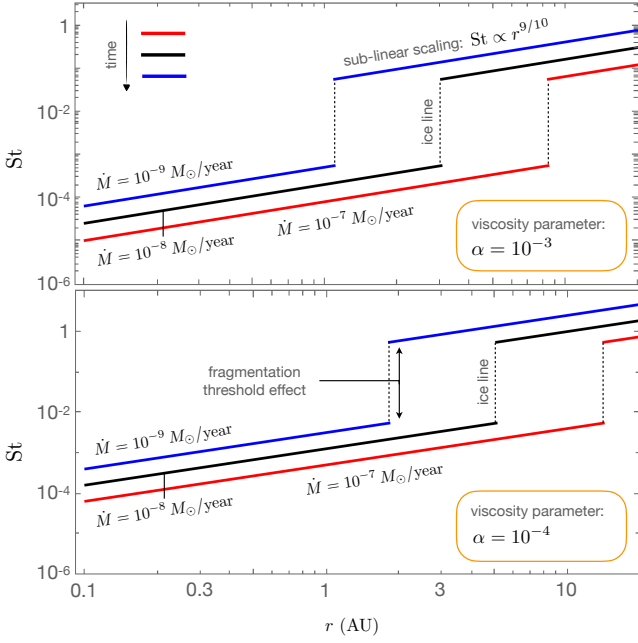 time
sub-linear scaling: St ∝ r^{9/10}
ice line
Ṁ = 10^{-9} M_⊙/year
Ṁ = 10^{-8} M_⊙/year
Ṁ = 10^{-7} M_⊙/year
viscosity parameter:
α = 10^{-3}
St
1
10^{-2}
10^{-4}
10^{-6}
fragmentation
threshold effect
ice line
Ṁ = 10^{-9} M_⊙/year
Ṁ = 10^{-8} M_⊙/year
Ṁ = 10^{-7} M_⊙/year
viscosity parameter:
α = 10^{-4}
St
1
10^{-2}
10^{-4}
10^{-6}
0.1 0.3 1 3 10
r (AU)